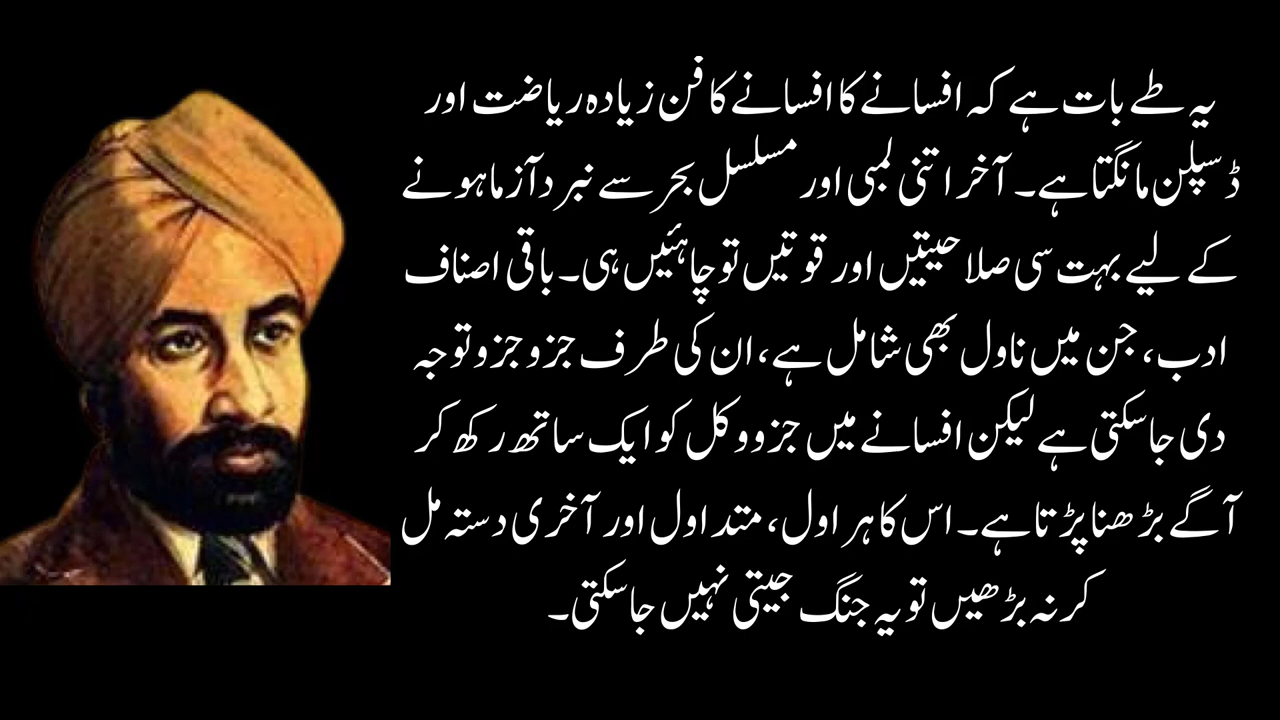 یہ طے بات ہے کہ افسانے کا افسانے کا فن زیادہ ریاضت اور
ڈسپلن مانگتا ہے۔ آخر اتنی لمبی اور مسلسل بحر سے نبرد آزما ہونے
کے لیے بہت سی صلاحیتیں اور قوتیں تو چاہئیں ہی۔ باقی اصناف
ادب، جن میں ناول بھی شامل ہے، ان کی طرف جزو جزو توجہ
دی جاسکتی ہے لیکن افسانے میں جزو و کل کو ایک ساتھ رکھ کر
آگے بڑھنا پڑتا ہے۔ اس کا ہر اول، متداول اور آخری دستہ مل
کر نہ بڑھیں تو یہ جنگ جیتی نہیں جاسکتی۔